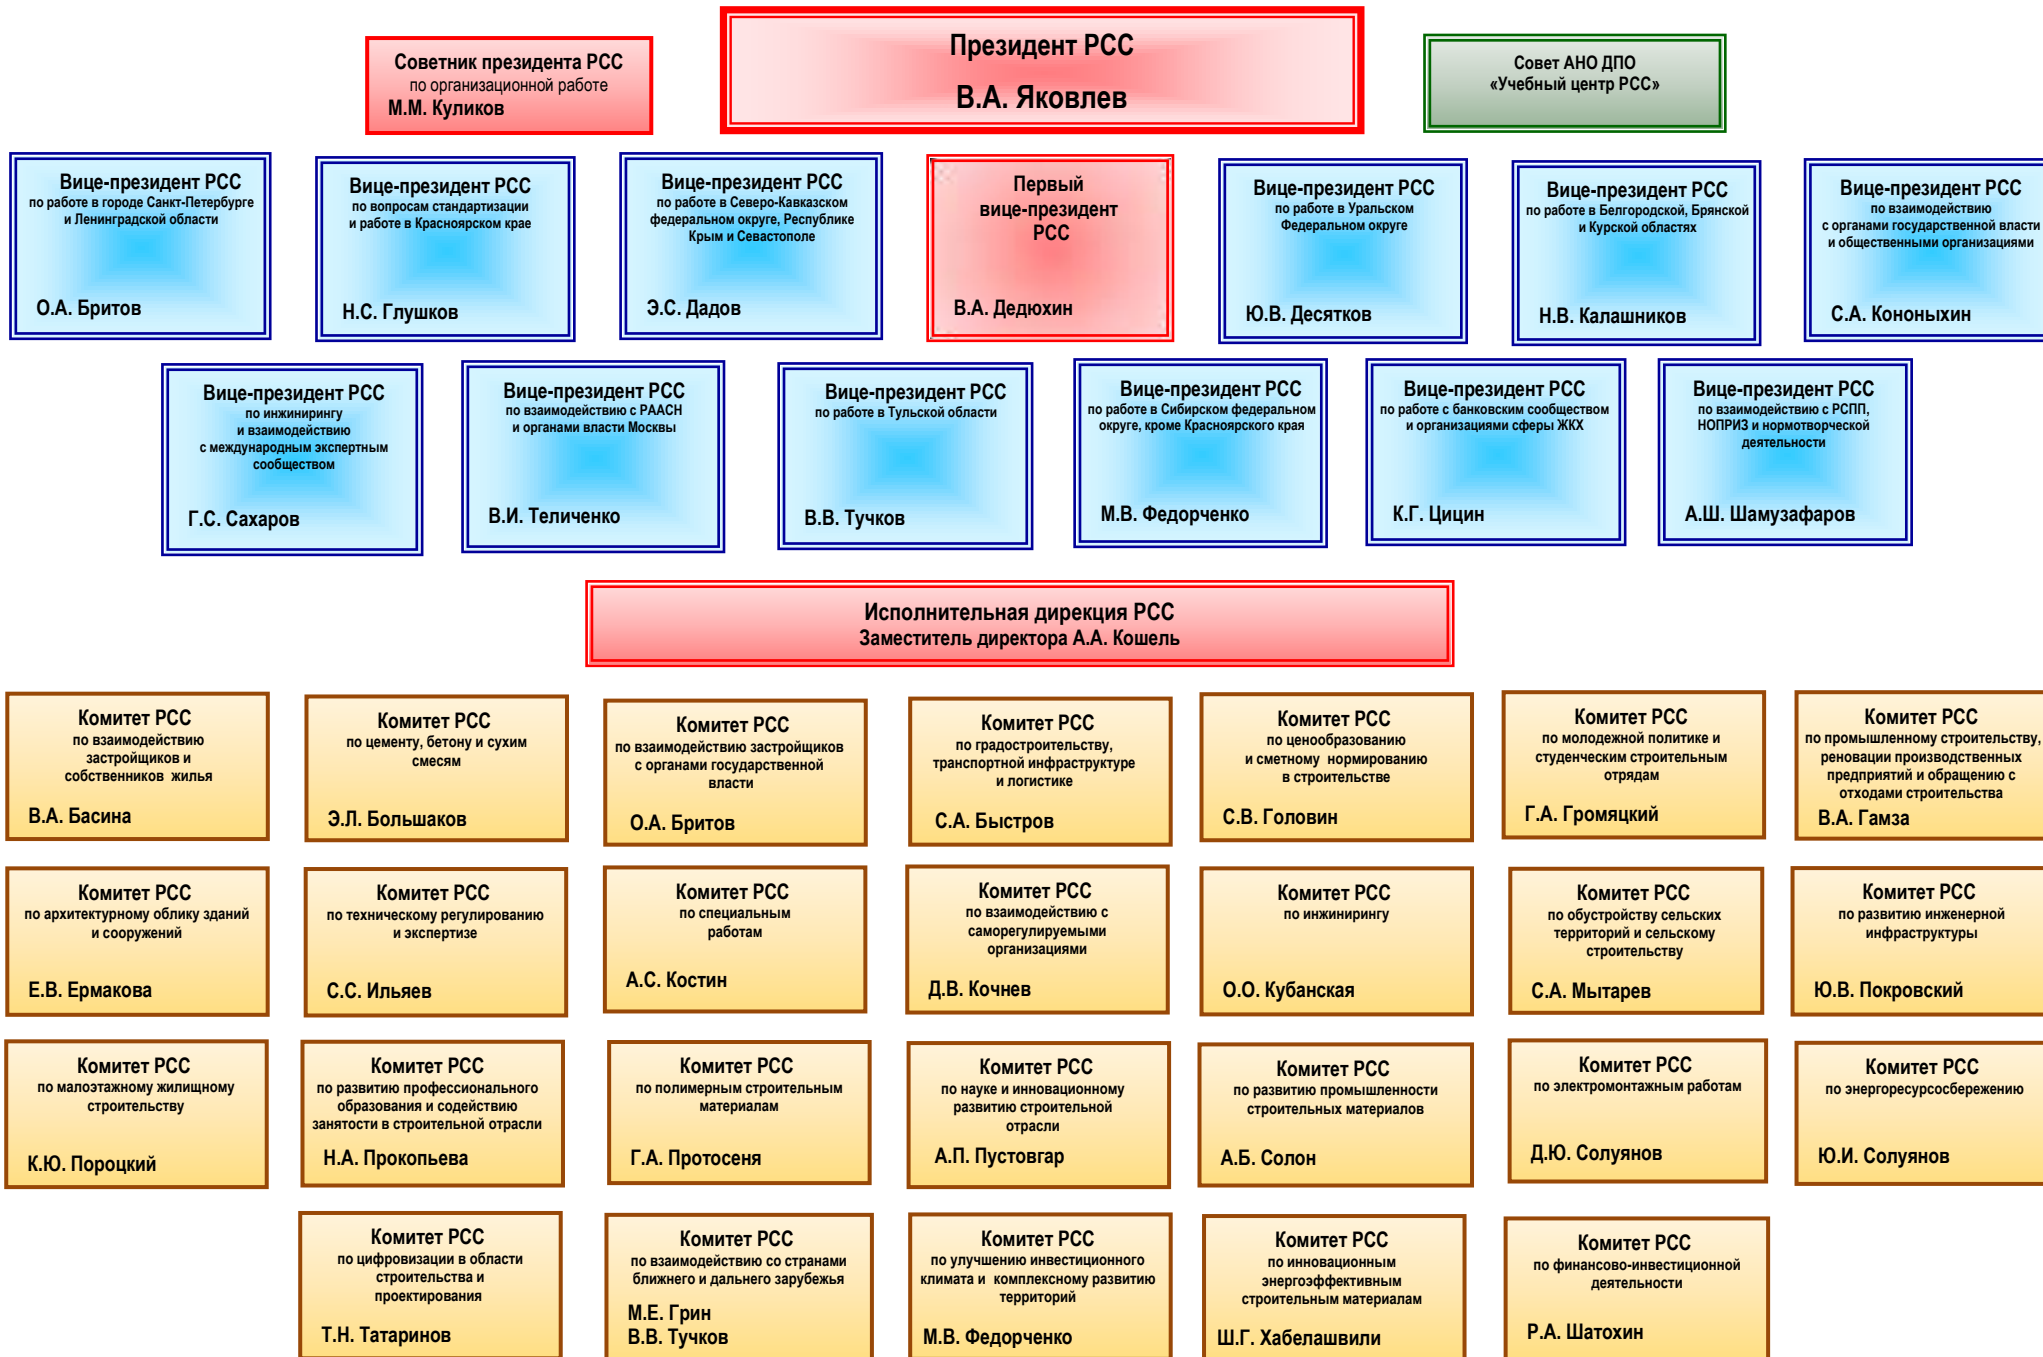 Советник президента РСС
по организационной работе
М.М. Куликов
Президент РСС
В.А. Яковлев
Совет АНО ДПО
«Учебный центр РСС»
Вице-президент РСС
по работе в городе Санкт-Петербурге
и Ленинградской области
О.А. Бритов
Вице-президент РСС
по вопросам стандартизации
и работе в Красноярском крае
Н.С. Глушков
Вице-президент РСС
по работе в Северо-Кавказском
федеральном округе, Республике
Крым и Севастополе
Э.С. Дадов
Первый
вице-президент
РСС
В.А. Дедюхин
Вице-президент РСС
по работе в Уральском
Федеральном округе
Ю.В. Десятков
Вице-президент РСС
по работе в Белгородской, Брянской
и Курской областях
Н.В. Калашников
Вице-президент РСС
по взаимодействию
с органами государственной власти
и общественными организациями
С.А. Кононыхин
Вице-президент РСС
по инжинирингу
и взаимодействию
с международным экспертным
сообществом
Г.С. Сахаров
Вице-президент РСС
по взаимодействию с РААСН
и органами власти Москвы
В.И. Теличенко
Вице-президент РСС
по работе в Тульской области
В.В. Тучков
Вице-президент РСС
по работе в Сибирском федеральном
округе, кроме Красноярского края
М.В. Федорченко
Вице-президент РСС
по работе с банковским сообществом
и организациями сферы ЖКХ
К.Г. Цицин
Вице-президент РСС
по взаимодействию с РСПП,
НОПРИЗ и нормотворческой
деятельности
А.Ш. Шамузафаров
Исполнительная дирекция РСС
Заместитель директора А.А. Кошель
Комитет РСС
по взаимодействию
застройщиков и
собственников жилья
В.А. Басина
Комитет РСС
по цементу, бетону и сухим
смесям
Э.Л. Большаков
Комитет РСС
по взаимодействию застройщиков
с органами государственной
власти
О.А. Бритов
Комитет РСС
по градостроительству,
транспортной инфраструктуре
и логистике
С.А. Быстров
Комитет РСС
по ценообразованию
и сметному нормированию
в строительстве
С.В. Головин
Комитет РСС
по молодежной политике и
студенческим строительным
отрядам
Г.А. Громяцкий
Комитет РСС
по промышленному строительству,
реновации производственных
предприятий и обращению с
отходами строительства
В.А. Гамза
Комитет РСС
по архитектурному облику зданий
и сооружений
Е.В. Ермакова
Комитет РСС
по техническому регулированию
и экспертизе
С.С. Ильяев
Комитет РСС
по специальным
работам
А.С. Костин
Комитет РСС
по взаимодействию с
саморегулируемыми
организациями
Д.В. Кочнев
Комитет РСС
по инжинирингу
О.О. Кубанская
Комитет РСС
по обустройству сельских
территорий и сельскому
строительству
С.А. Мытарев
Комитет РСС
по развитию инженерной
инфраструктуры
Ю.В. Покровский
Комитет РСС
по малоэтажному жилищному
строительству
К.Ю. Пороцкий
Комитет РСС
по развитию профессионального
образования и содействию
занятости в строительной отрасли
Н.А. Прокопьева
Комитет РСС
по полимерным строительным
материалам
Г.А. Протосеня
Комитет РСС
по науке и инновационному
развитию строительной
отрасли
А.П. Пустовгар
Комитет РСС
по развитию промышленности
строительных материалов
А.Б. Солон
Комитет РСС
по электромонтажным работам
Д.Ю. Солуянов
Комитет РСС
по энергоресурсосбережению
Ю.И. Солуянов
Комитет РСС
по цифровизации в области
строительства и
проектирования
Т.Н. Татаринов
Комитет РСС
по взаимодействию со странами
ближнего и дальнего зарубежья
М.Е. Грин
В.В. Тучков
Комитет РСС
по улучшению инвестиционного
климата и комплексному развитию
территорий
М.В. Федорченко
Комитет РСС
по инновационным
энергоэффективным
строительным материалам
Ш.Г. Хабелашвили
Комитет РСС
по финансово-инвестиционной
деятельности
Р.А. Шатохин